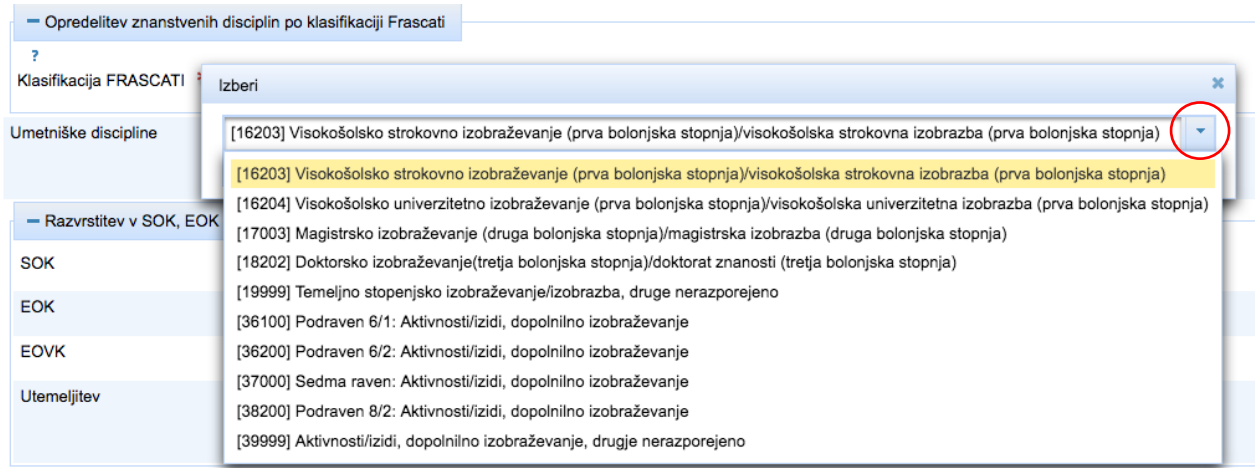 Opredelitev znanstvenih disciplin po klasifikaciji Frascati
?
Klasifikacija FRASCATI
Izberi
Umetniške discipline
[16203] Visokošolsko strokovno izobraževanje (prva bolonjska stopnja)/visokošolska strokovna izobrazba (prva bolonjska stopnja)
[16203] Visokošolsko strokovno izobraževanje (prva bolonjska stopnja)/visokošolska strokovna izobrazba (prva bolonjska stopnja)
[16204] Visokošolsko univerzitetno izobraževanje (prva bolonjska stopnja)/visokošolska univerzitetna izobrazba (prva bolonjska stopnja)
[17003] Magistrsko izobraževanje (druga bolonjska stopnja)/magistrska izobrazba (druga bolonjska stopnja)
[18202] Doktorsko izobraževanje(tretja bolonjska stopnja)/doktorat znanosti (tretja bolonjska stopnja)
[19999] Temeljno stopenjsko izobraževanje/izobrazba, druge nerazporejeno
[36100] Podraven 6/1: Aktivnosti/izidi, dopolnilno izobraževanje
[36200] Podraven 6/2: Aktivnosti/izidi, dopolnilno izobraževanje
[37000] Sedma raven: Aktivnosti/izidi, dopolnilno izobraževanje
[38200] Podraven 8/2: Aktivnosti/izidi, dopolnilno izobraževanje
[39999] Aktivnosti/izidi, dopolnilno izobraževanje, drugje nerazporejeno
Razvrstitev v SOK, EOK
SOK
EOK
EOVK
Utemeljitev